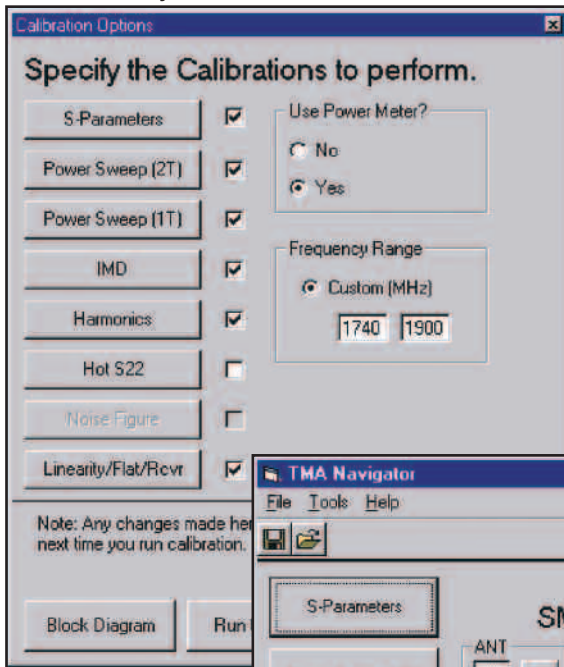 Calibration Options
Specify the Calibrations to perform.
S-Parameters
Power Sweep (2T)
Power Sweep (1T)
IMD
Harmonics
Hot S22
Noise Figure
Linearity/Flat/Rcvr
Use Power Meter?
No
Yes
Frequency Range
Custom (MHz)
1740 1900
Note: Any changes made
next time you run calibration.
Block Diagram
Run
TMA Navigator
File Tools Help
S-Parameters
ANT